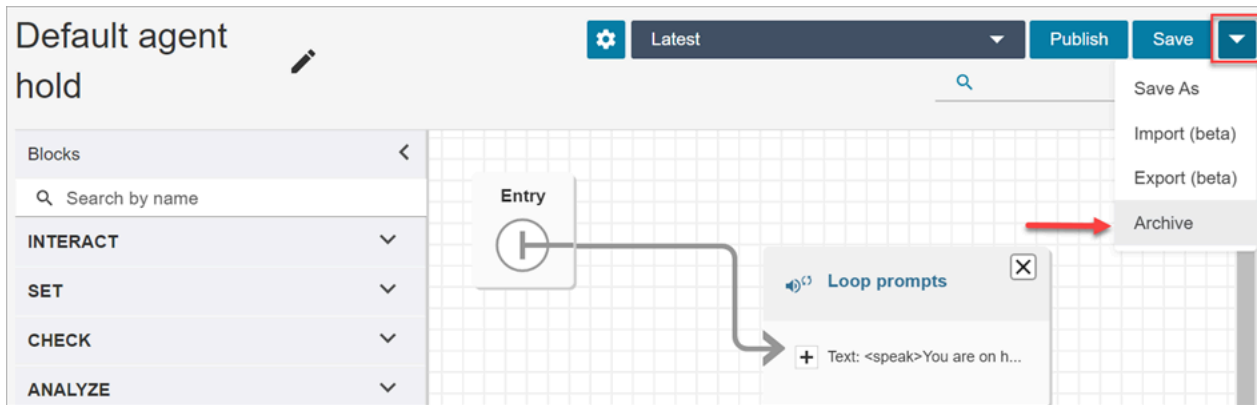 Default agent
hold
Latest
Publish
Save
Save As
Import (beta)
Export (beta)
Archive
Blocks
Search by name
INTERACT
SET
CHECK
ANALYZE
Entry
Loop prompts
Text: <speak>You are on h...